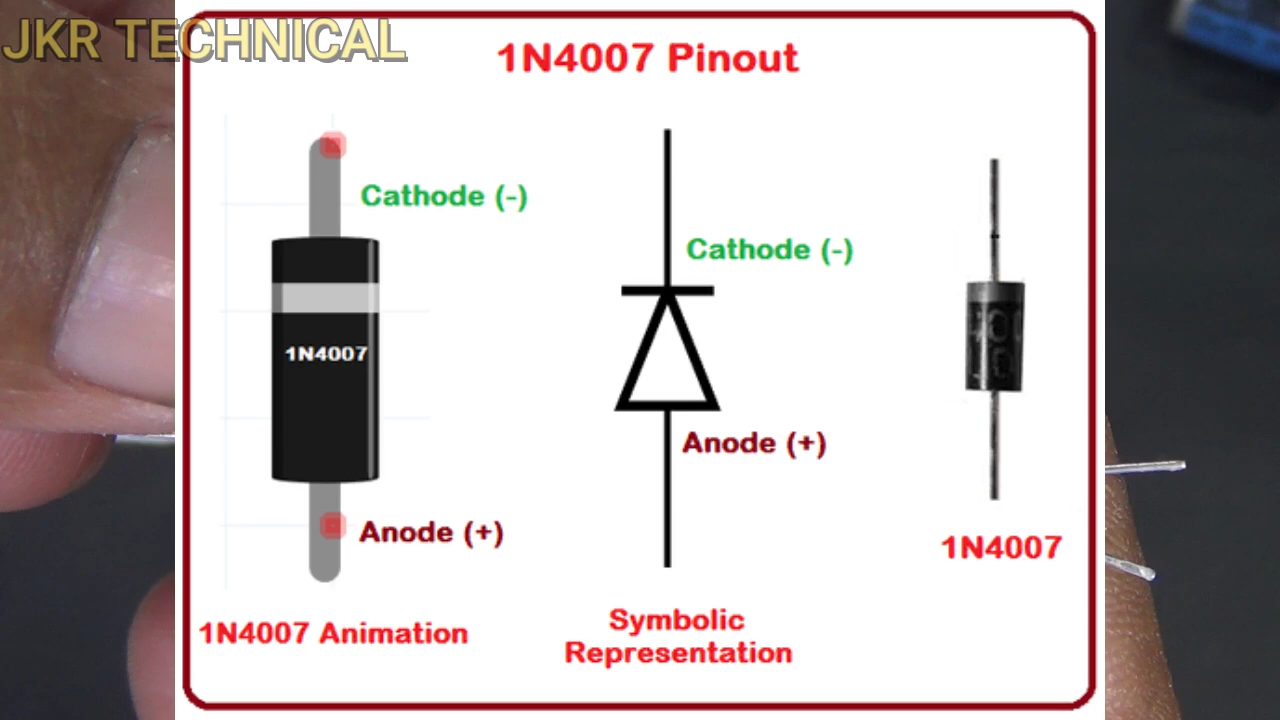 JKR TECHNICAL
1N4007 Pinout
Cathode (-)
1N4007
Anode (+)
1N4007 Animation
Cathode (-)
Anode (+)
Symbolic
Representation
1N4007